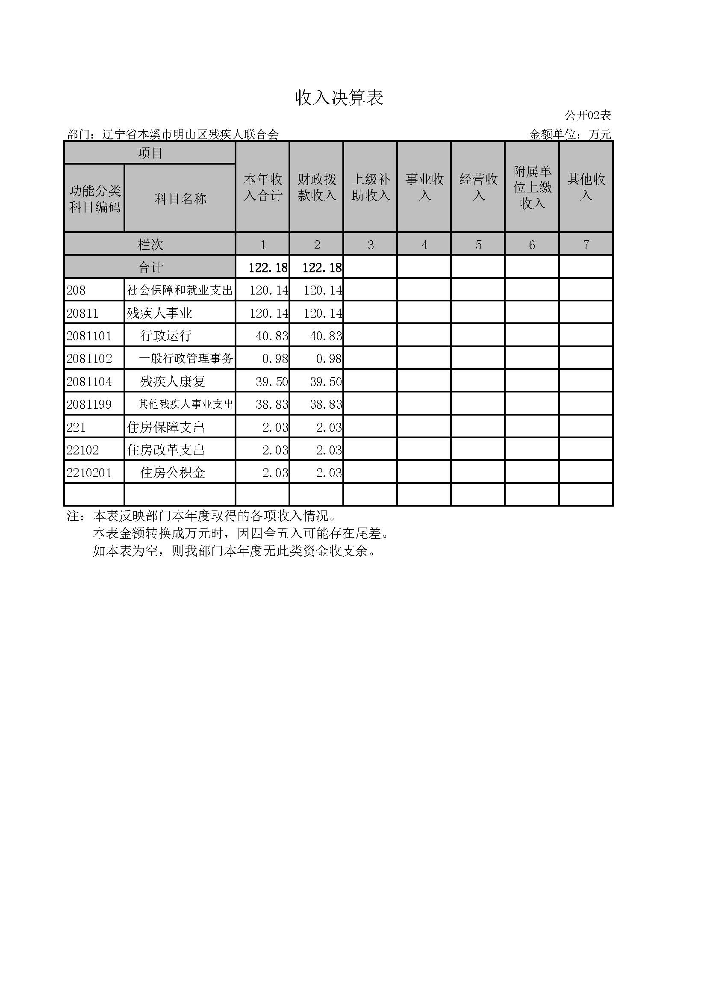 收入决算表
公开02表
部门：辽宁省本溪市明山区残疾人联合会 金额单位：万元
项目 本年收入合计 财政拨款收入 上级补助收入 事业收入 经营收入 附属单位上缴收入 其他收入
功能分类科目编码 科目名称
栏次 1 2 3 4 5 6 7
合计 122.18 122.18
208 社会保障和就业支出 120.14 120.14
20811 残疾人事业 120.14 120.14
2081101 行政运行 40.83 40.83
2081102 一般行政管理事务 0.98 0.98
2081104 残疾人康复 39.50 39.50
2081199 其他残疾人事业支出 38.83 38.83
221 住房保障支出 2.03 2.03
22102 住房改革支出 2.03 2.03
2210201 住房公积金 2.03 2.03
注：本表反映部门本年度取得的各项收入情况。
本表金额转换成万元时，因四舍五入可能存在尾差。
如本表为空，则我部门本年度无此类资金收支余。